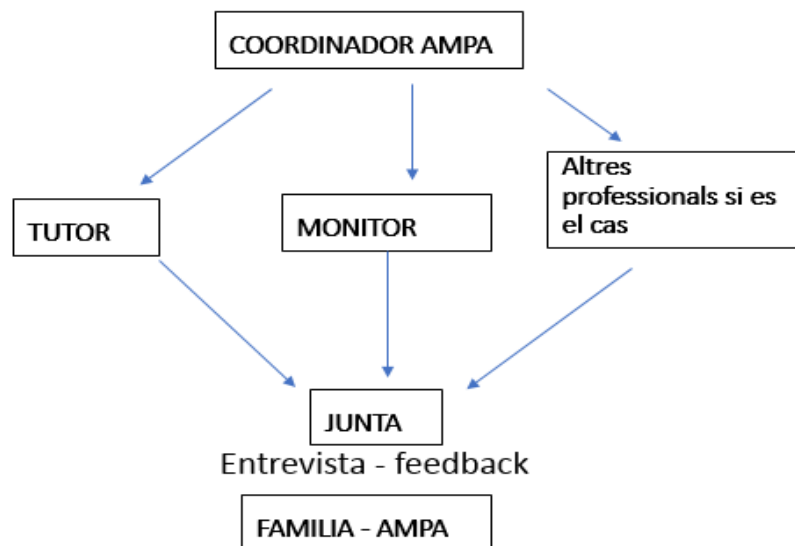 COORDINADOR AMPA
Altres
professionals si es
el cas
TUTOR
MONITOR
JUNTA
Entrevista - feedback
FAMILIA - AMPA